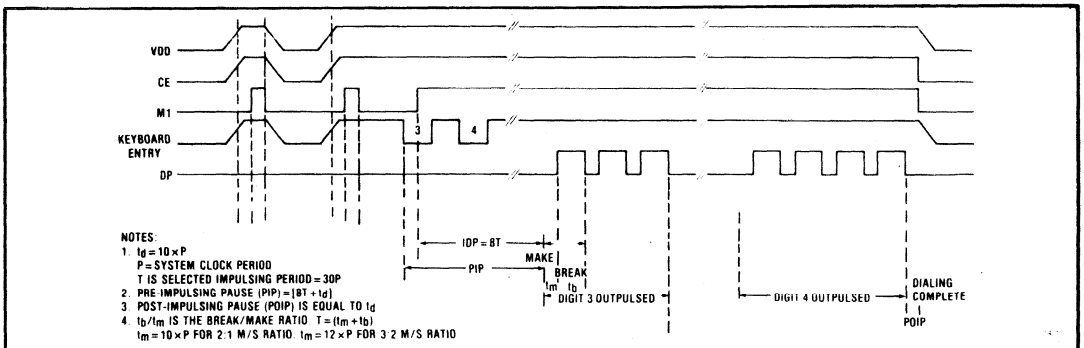 VDD
CE
M1
KEYBOARD
ENTRY
3 4
DP
IDP = 8T
MAKE
PIP
BREAK
tm tb
DIGIT 3 OUTPULSED
DIGIT 4 OUTPULSED
DIALING
COMPLETE
POIP
NOTES:
1. td = 10 × P
P = SYSTEM CLOCK PERIOD
T IS SELECTED IMPULSING PERIOD = 30P
2. PRE-IMPULSING PAUSE (PIP) = [8T + td)
3. POST-IMPULSING PAUSE (POIP) IS EQUAL TO td
4. tb/tm IS THE BREAK/MAKE RATIO. T = (tm + tb)
tm = 10 × P FOR 2:1 M/S RATIO. tm = 12 × P FOR 3:2 M/S RATIO